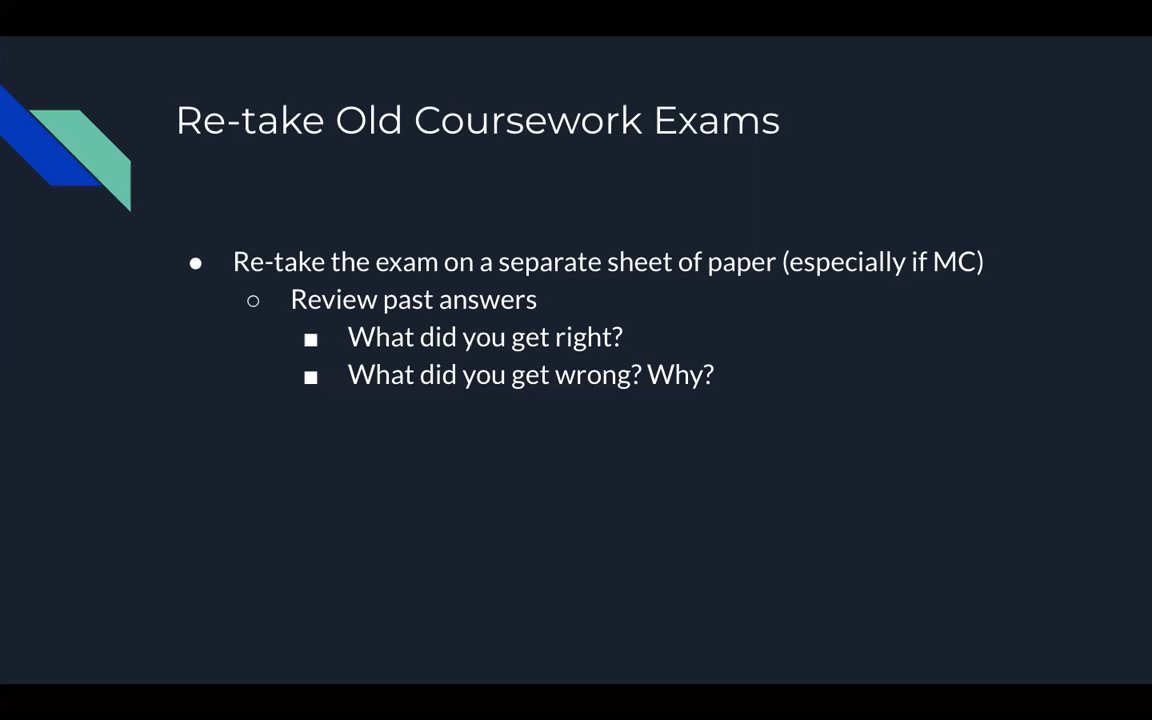 Re-take Old Coursework Exams
● Re-take the exam on a separate sheet of paper (especially if MC)
○ Review past answers
■ What did you get right?
■ What did you get wrong? Why?